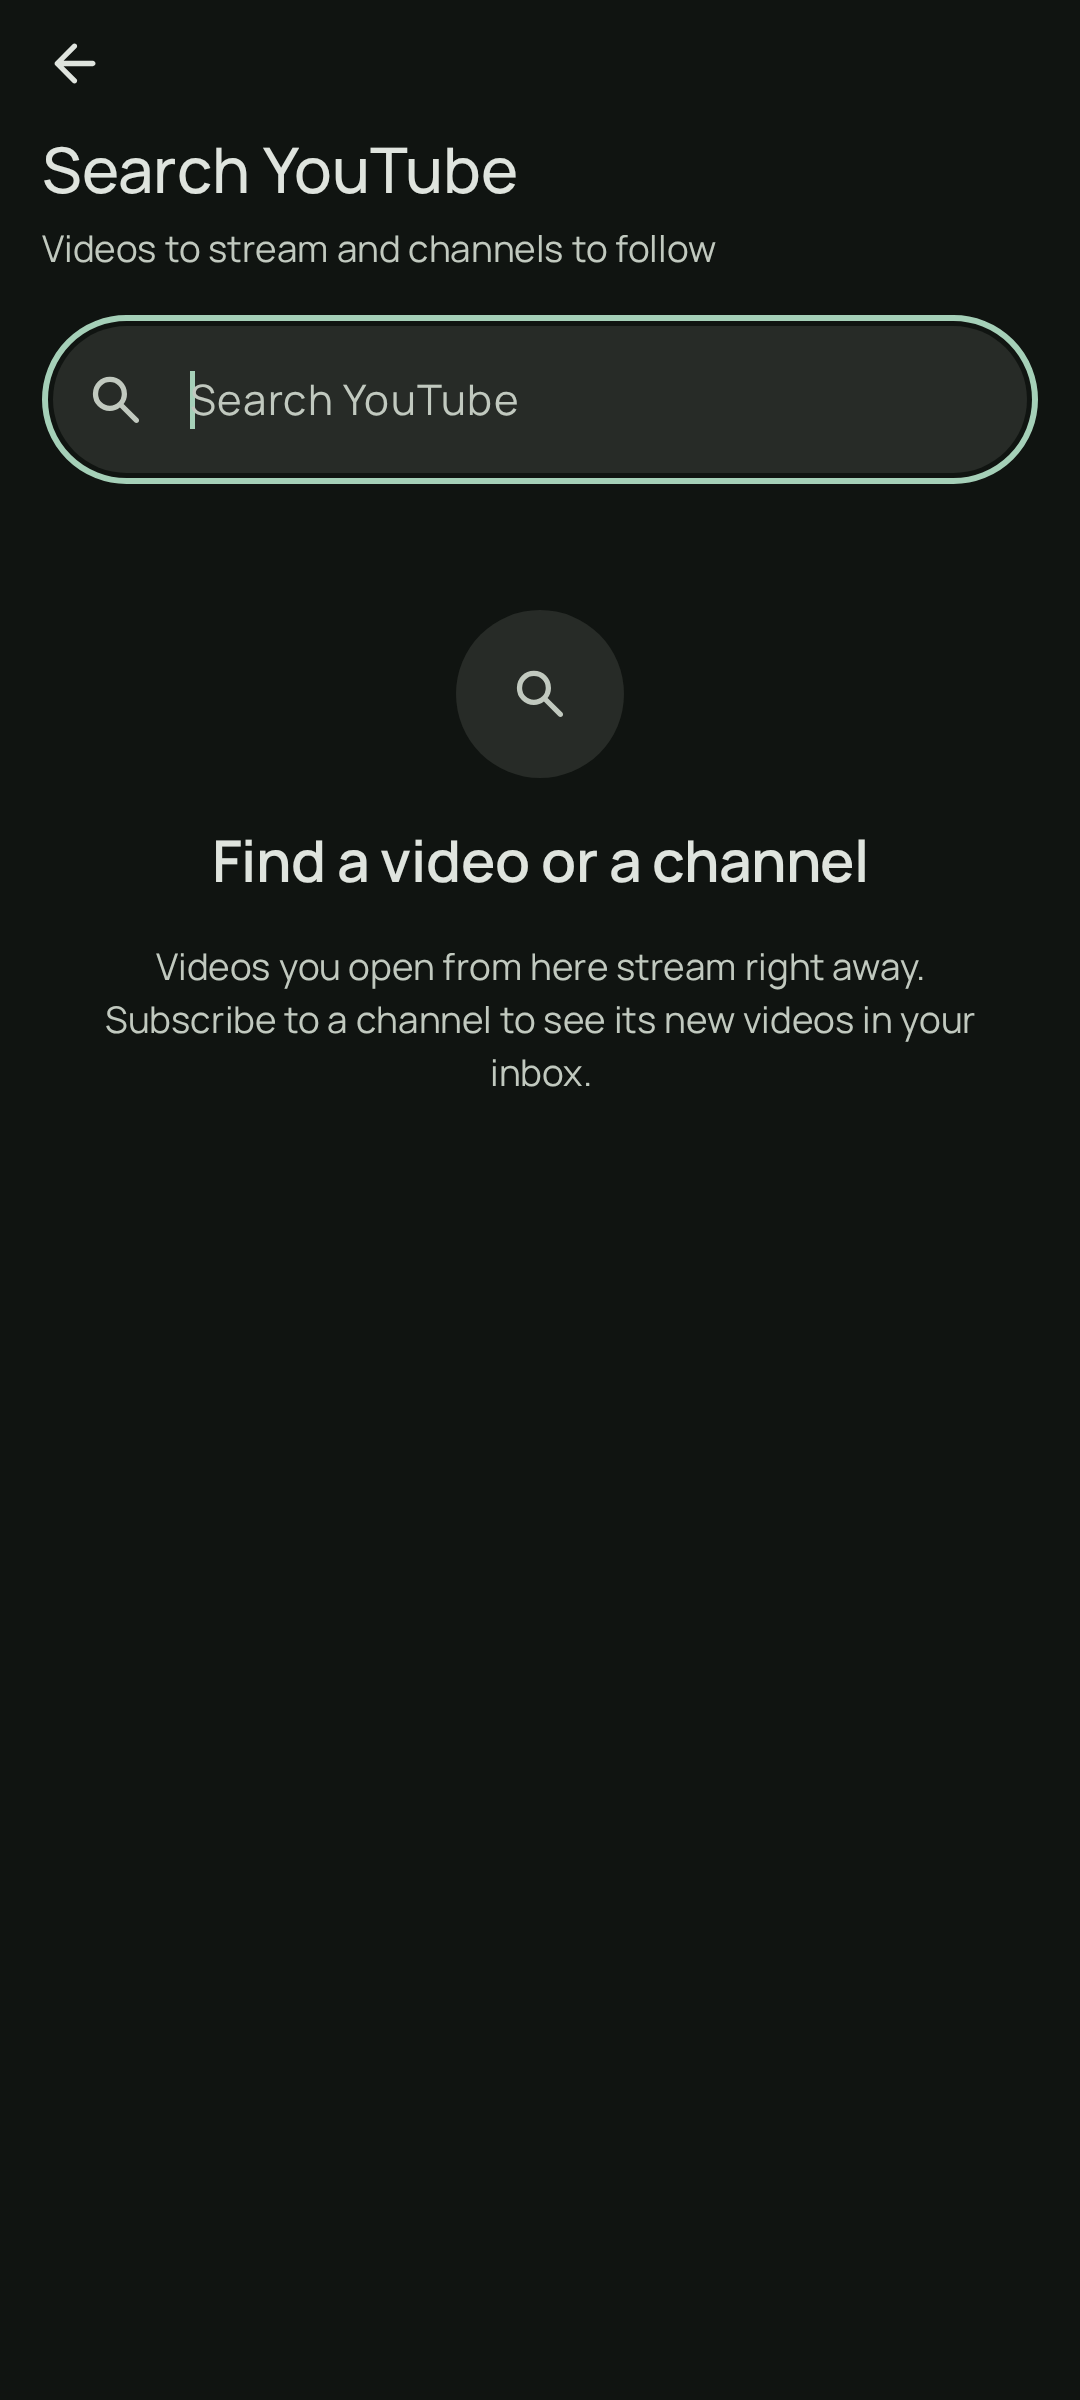 Search YouTube
Videos to stream and channels to follow
Search YouTube
Find a video or a channel
Videos you open from here stream right away.
Subscribe to a channel to see its new videos in your
inbox.